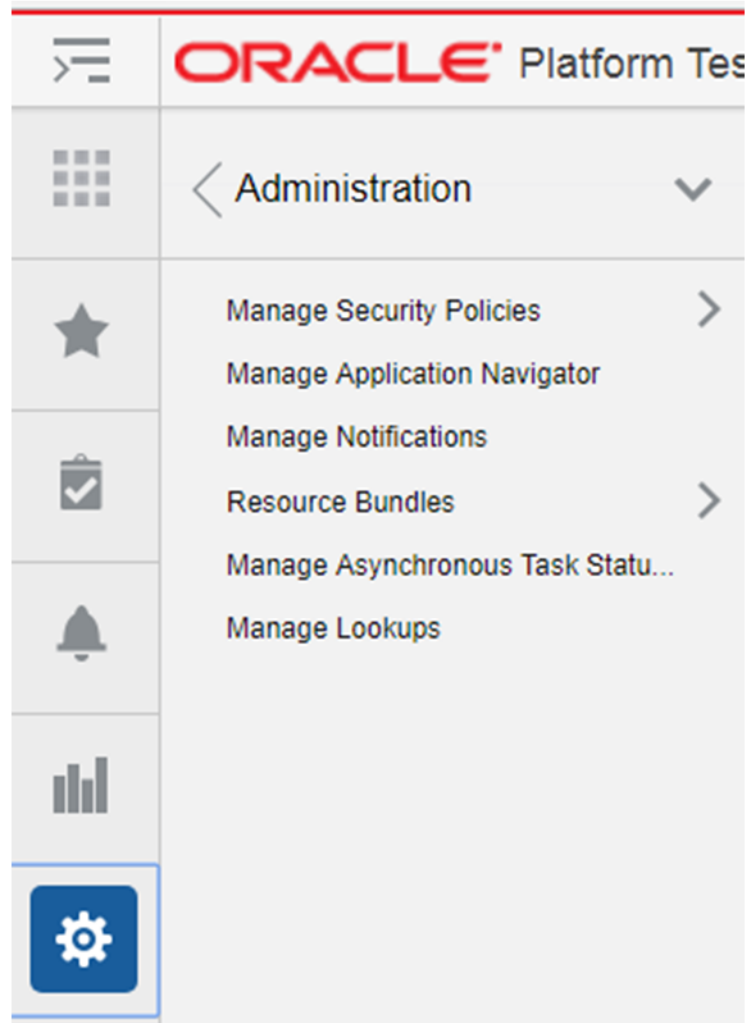 ORACLE Platform Tes
Administration
Manage Security Policies
Manage Application Navigator
Manage Notifications
Resource Bundles
Manage Asynchronous Task Statu...
Manage Lookups